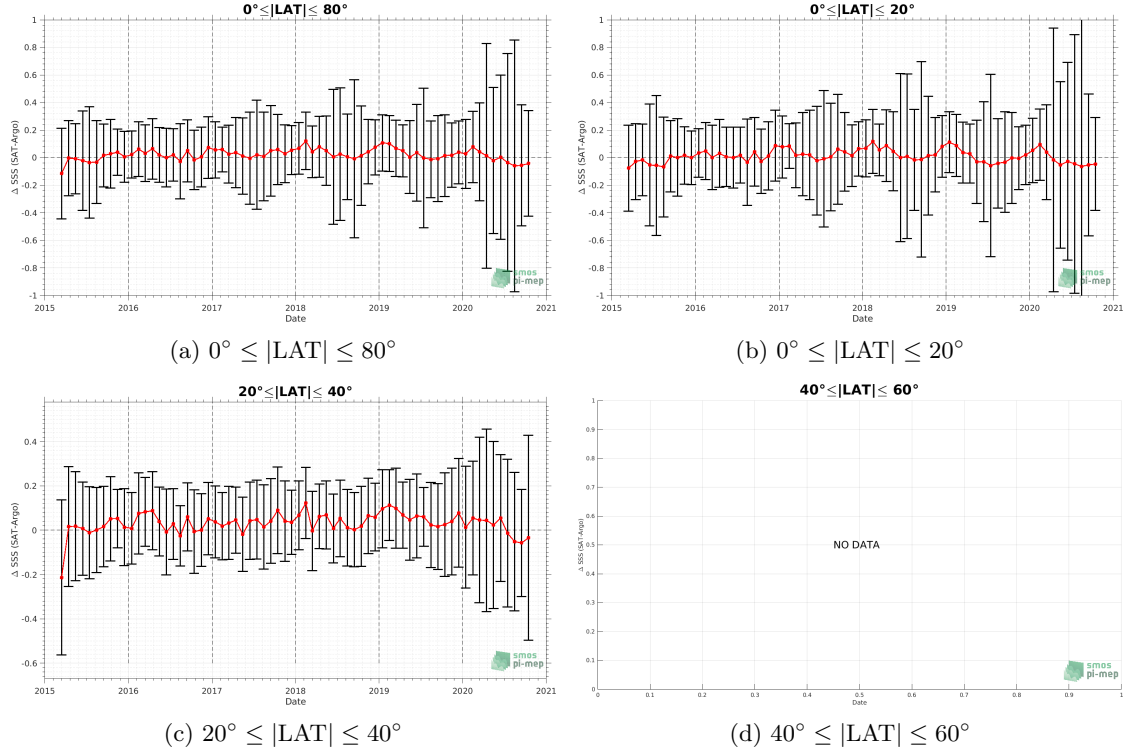 0°≤|LAT|≤ 80°
1
0.8
0.6
0.4
0.2
0
-0.2
-0.4
-0.6
-0.8
-1
Δ SSS (SAT-Argo)
2015 2016 2017 2018 2019 2020 2021
Date
smos
pi-mep
(a) 0° ≤ |LAT| ≤ 80°
0°≤|LAT|≤ 20°
1
0.8
0.6
0.4
0.2
0
-0.2
-0.4
-0.6
-0.8
-1
Δ SSS (SAT-Argo)
2015 2016 2017 2018 2019 2020 2021
Date
smos
pi-mep
(b) 0° ≤ |LAT| ≤ 20°
20°≤|LAT|≤ 40°
0.4
0.2
0
-0.2
-0.4
-0.6
Δ SSS (SAT-Argo)
2015 2016 2017 2018 2019 2020 2021
Date
smos
pi-mep
(c) 20° ≤ |LAT| ≤ 40°
40°≤|LAT|≤ 60°
1
0.9
0.8
0.7
0.6
0.5
0.4
0.3
0.2
0.1
0
Δ SSS (SAT-Argo)
NO DATA
0 0.1 0.2 0.3 0.4 0.5 0.6 0.7 0.8 0.9 1
Date
smos
pi-mep
(d) 40° ≤ |LAT| ≤ 60°